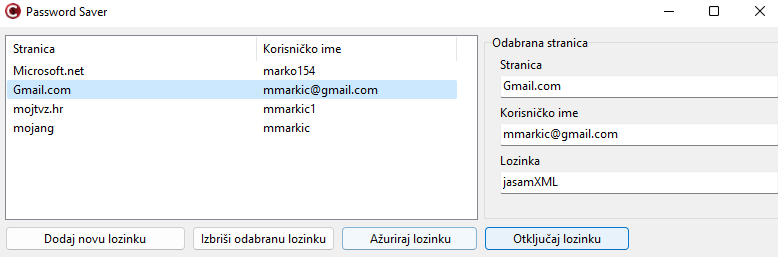 Password Saver
Stranica Korisničko ime
Microsoft.net marko154
Gmail.com mmarkic@gmail.com
mojtvz.hr mmarkic1
mojang mmarkic
Odabrana stranica
Stranica
Gmail.com
Korisničko ime
mmarkic@gmail.com
Lozinka
jasamXML
Dodaj novu lozinku Izbriši odabranu lozinku Ažuriraj lozinku Otključaj lozinku